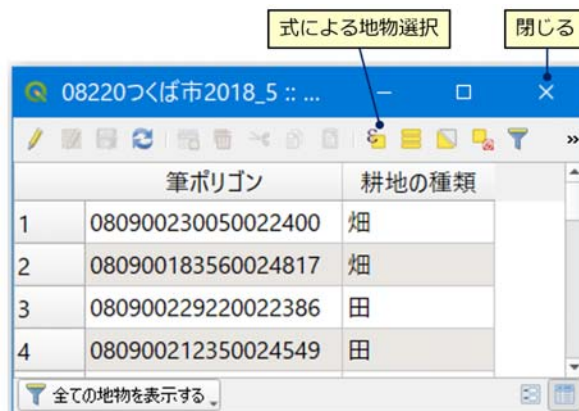 式による地物選択
閉じる
08220つくば市2018_5 :: ...
»
筆ポリゴン 耕地の種類
1 080900230050022400 畑
2 080900183560024817 畑
3 080900229220022386 田
4 080900212350024549 田
全ての地物を表示する